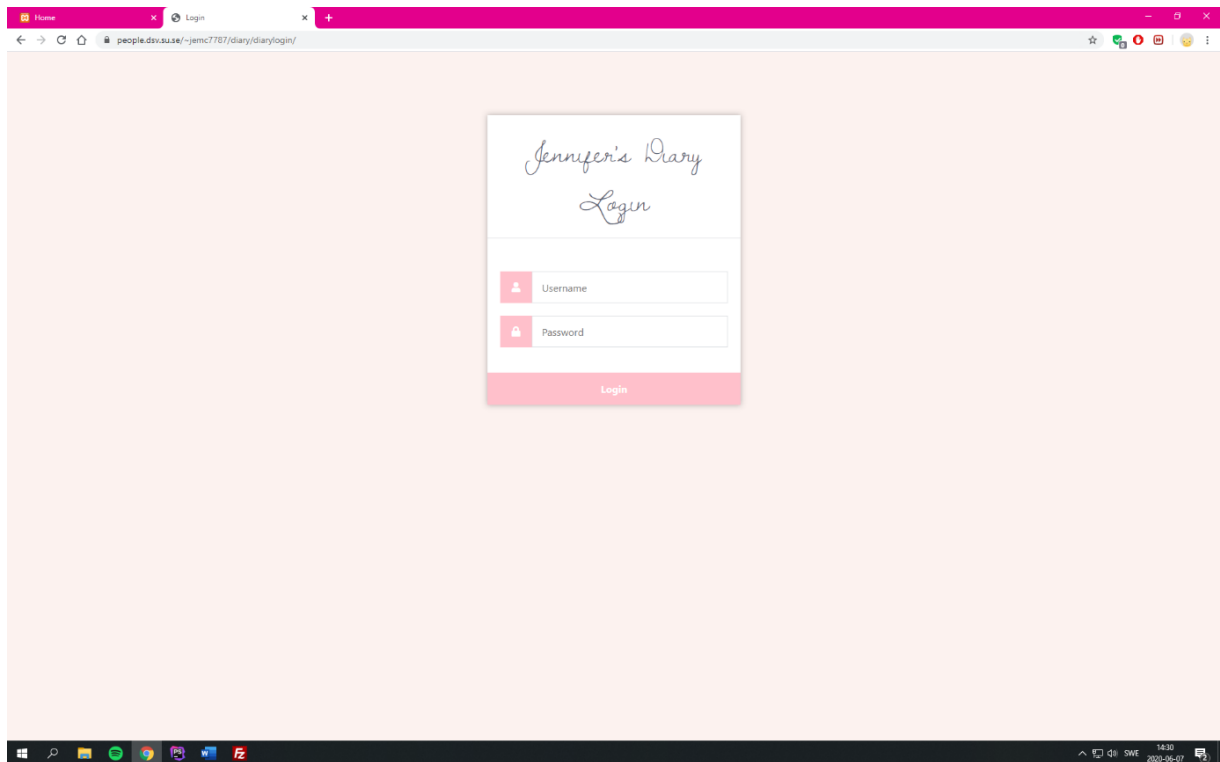 Home
Login
people.dsv.su.se/~jemc7787/diary/diarylogin/
Jennifer's Diary
Login
Username
Password
Login
SWE
14:30
2020-06-07